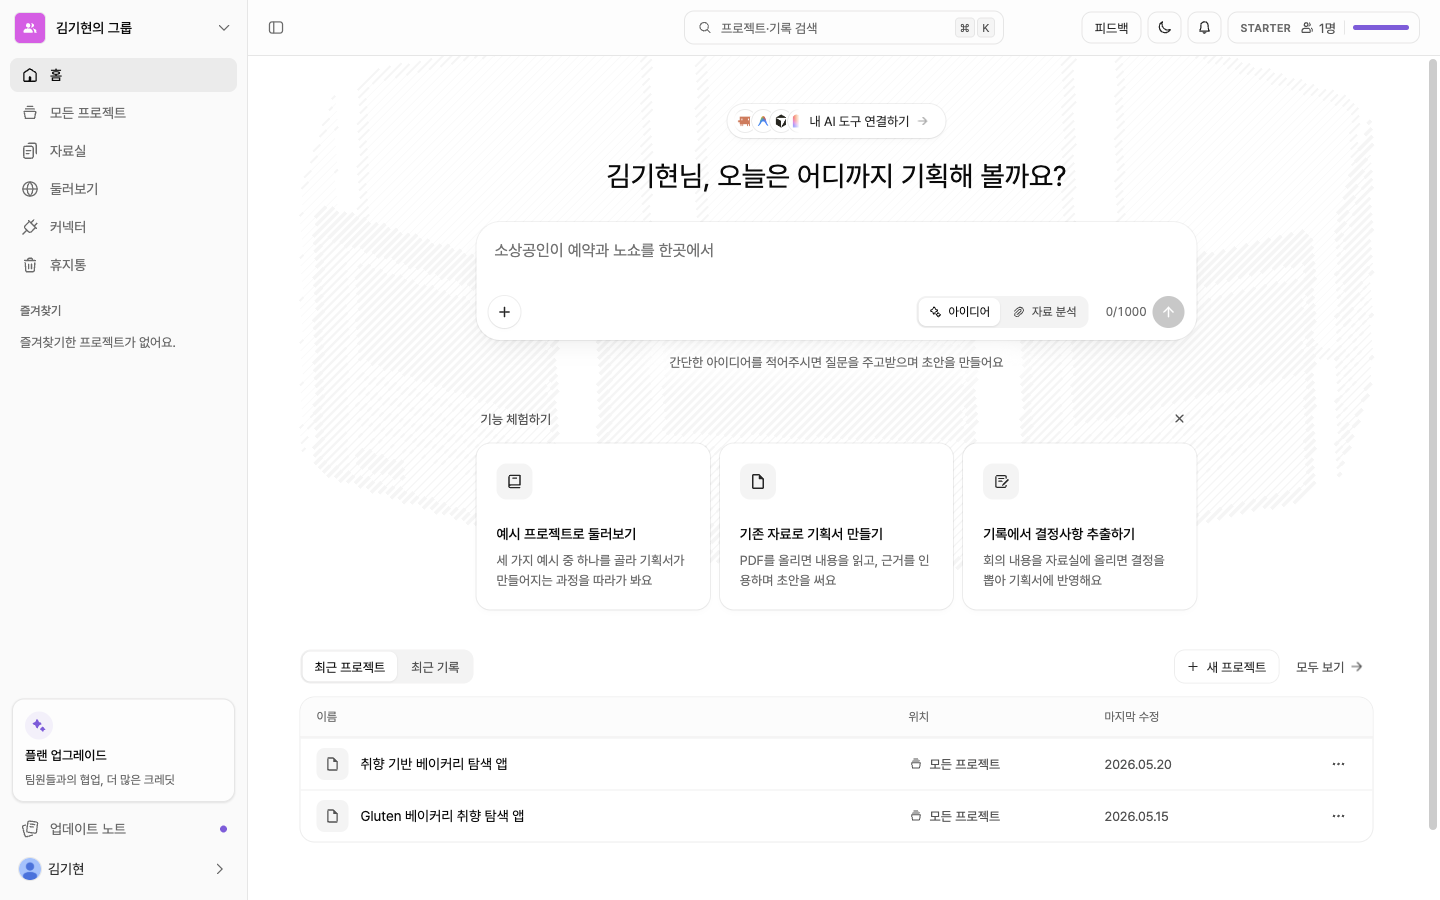 김기현의 그룹
홈
모든 프로젝트
자료실
둘러보기
커넥터
휴지통
즐겨찾기
즐겨찾기한 프로젝트가 없어요.
플랜 업그레이드
팀원들과의 협업, 더 많은 크레딧
업데이트 노트
김기현
프로젝트·기록 검색
⌘ K
피드백
STARTER 1명
내 AI 도구 연결하기
김기현님, 오늘은 어디까지 기획해 볼까요?
소상공인이 예약과 노쇼를 한곳에서
아이디어 자료 분석 0/1000
간단한 아이디어를 적어주시면 질문을 주고받으며 초안을 만들어요
기능 체험하기
예시 프로젝트로 둘러보기
세 가지 예시 중 하나를 골라 기획서가
만들어지는 과정을 따라가 봐요
기존 자료로 기획서 만들기
PDF를 올리면 내용을 읽고, 근거를 인
용하며 초안을 써요
기록에서 결정사항 추출하기
회의 내용을 자료실에 올리면 결정을
뽑아 기획서에 반영해요
최근 프로젝트 최근 기록
새 프로젝트 모두 보기
이름 위치 마지막 수정
취향 기반 베이커리 탐색 앱 모든 프로젝트 2026.05.20
Gluten 베이커리 취향 탐색 앱 모든 프로젝트 2026.05.15